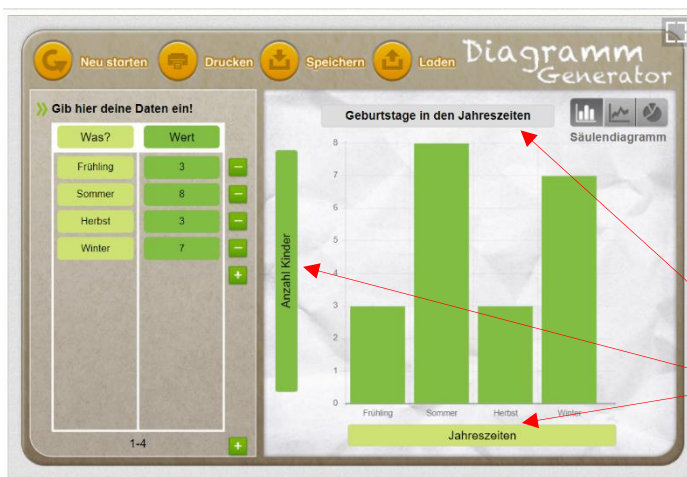 Neu starten
Drucken
Speichern
Laden
Diagramm
Generator
Gib hier deine Daten ein!
Was? Wert
Frühling 3
Sommer 8
Herbst 3
Winter 7
1-4
Geburtstage in den Jahreszeiten
Säulendiagramm
Anzahl Kinder
8
7
6
5
4
3
2
1
0
Frühling Sommer Herbst Winter
Jahreszeiten